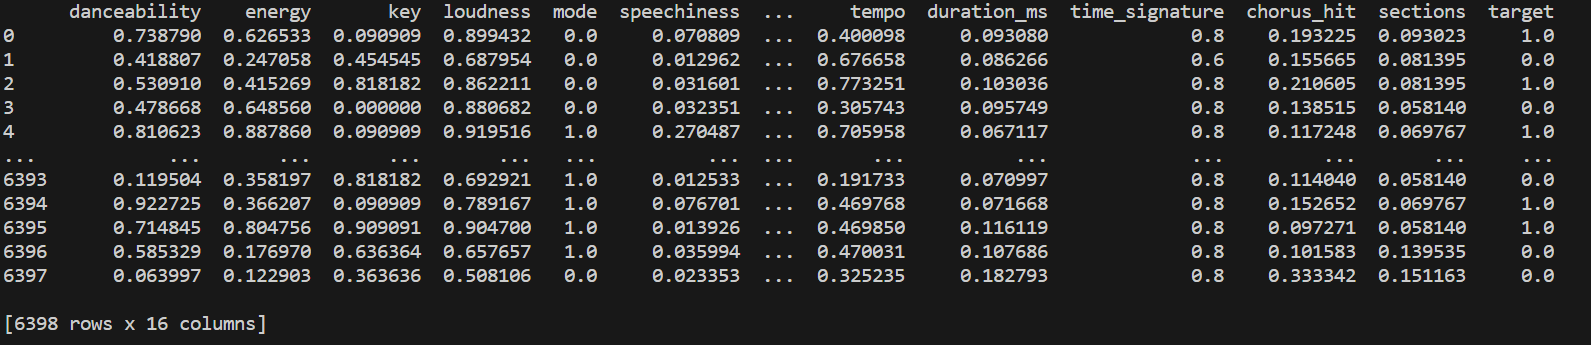 danceability energy key loudness mode speechiness ... tempo duration_ms time_signature chorus_hit sections target
0 0.738790 0.626533 0.090909 0.899432 0.0 0.070809 ... 0.400098 0.093080 0.8 0.193225 0.093023 1.0
1 0.418807 0.247058 0.454545 0.687954 0.0 0.012962 ... 0.676658 0.086266 0.6 0.155665 0.081395 0.0
2 0.530910 0.415269 0.818182 0.862211 0.0 0.031601 ... 0.773251 0.103036 0.8 0.210605 0.081395 1.0
3 0.478668 0.648560 0.000000 0.880682 0.0 0.032351 ... 0.305743 0.095749 0.8 0.138515 0.058140 0.0
4 0.810623 0.887860 0.090909 0.919516 1.0 0.270487 ... 0.705958 0.067117 0.8 0.117248 0.069767 1.0
... ... ... ... ... ... ... ... ... ... ... ... ... ...
6393 0.119504 0.358197 0.818182 0.692921 1.0 0.012533 ... 0.191733 0.070997 0.8 0.114040 0.058140 0.0
6394 0.922725 0.366207 0.090909 0.789167 1.0 0.076701 ... 0.469768 0.071668 0.8 0.152652 0.069767 1.0
6395 0.714845 0.804756 0.909091 0.904700 1.0 0.013926 ... 0.469850 0.116119 0.8 0.097271 0.058140 1.0
6396 0.585329 0.176970 0.636364 0.657657 1.0 0.035994 ... 0.470031 0.107686 0.8 0.101583 0.139535 0.0
6397 0.063997 0.122903 0.363636 0.508106 0.0 0.023353 ... 0.325235 0.182793 0.8 0.333342 0.151163 0.0
[6398 rows x 16 columns]